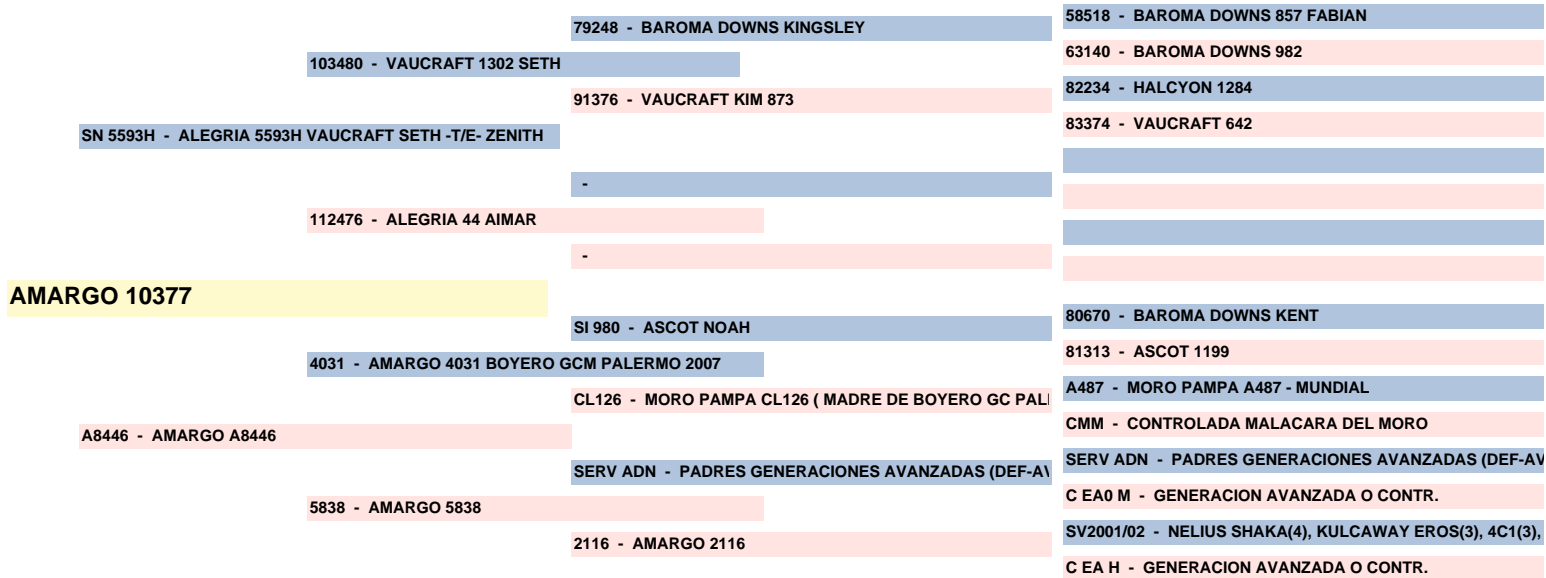 58518 - BAROMA DOWNS 857 FABIAN
79248 - BAROMA DOWNS KINGSLEY
63140 - BAROMA DOWNS 982
103480 - VAUCRAFT 1302 SETH
82234 - HALCYON 1284
91376 - VAUCRAFT KIM 873
83374 - VAUCRAFT 642
SN 5593H - ALEGRIA 5593H VAUCRAFT SETH -T/E- ZENITH
-
112476 - ALEGRIA 44 AIMAR
-
AMARGO 10377
80670 - BAROMA DOWNS KENT
SI 980 - ASCOT NOAH
81313 - ASCOT 1199
4031 - AMARGO 4031 BOYERO GCM PALERMO 2007
A487 - MORO PAMPA A487 - MUNDIAL
CL126 - MORO PAMPA CL126 ( MADRE DE BOYERO GC PAL
CMM - CONTROLADA MALACARA DEL MORO
A8446 - AMARGO A8446
SERV ADN - PADRES GENERACIONES AVANZADAS (DEF-AV
SERV ADN - PADRES GENERACIONES AVANZADAS (DEF-AV
C EA0 M - GENERACION AVANZADA O CONTR.
5838 - AMARGO 5838
SV2001/02 - NELIUS SHAKA(4), KULCAWAY EROS(3), 4C1(3),
2116 - AMARGO 2116
C EA H - GENERACION AVANZADA O CONTR.